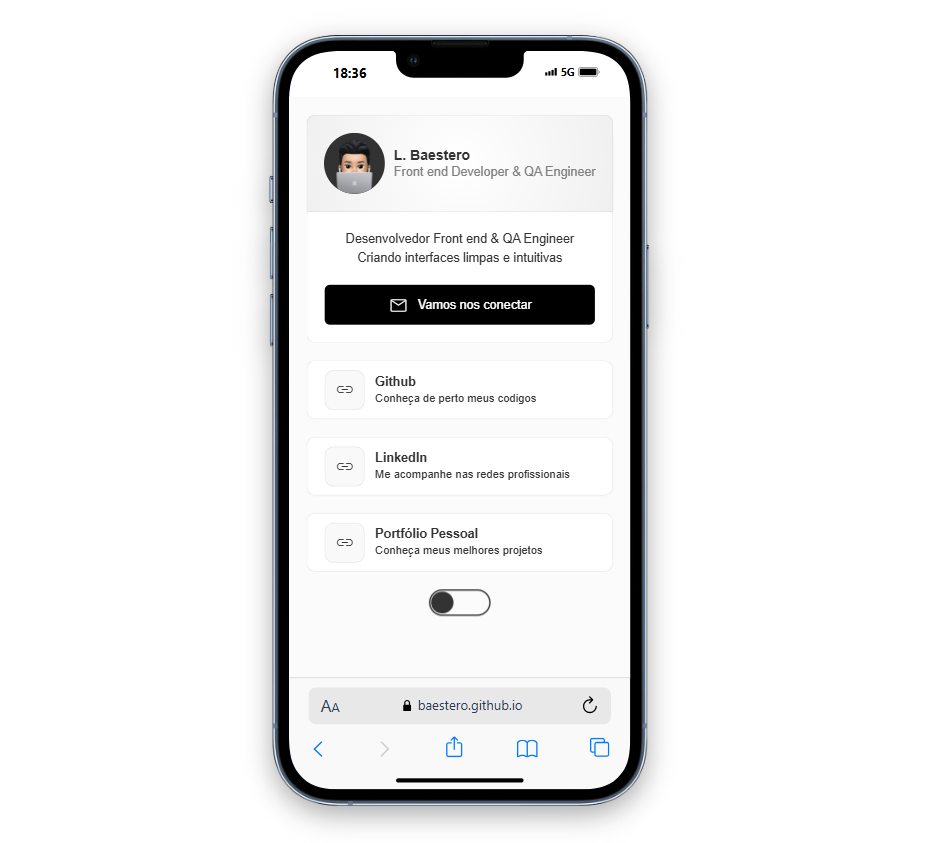 18:36
5G
L. Baestero
Front end Developer & QA Engineer
Desenvolvedor Front end & QA Engineer
Criando interfaces limpas e intuitivas
Vamos nos conectar
Github
Conheça de perto meus codigos
LinkedIn
Me acompanhe nas redes profissionais
Portfólio Pessoal
Conheça meus melhores projetos
AA
baestero.github.io